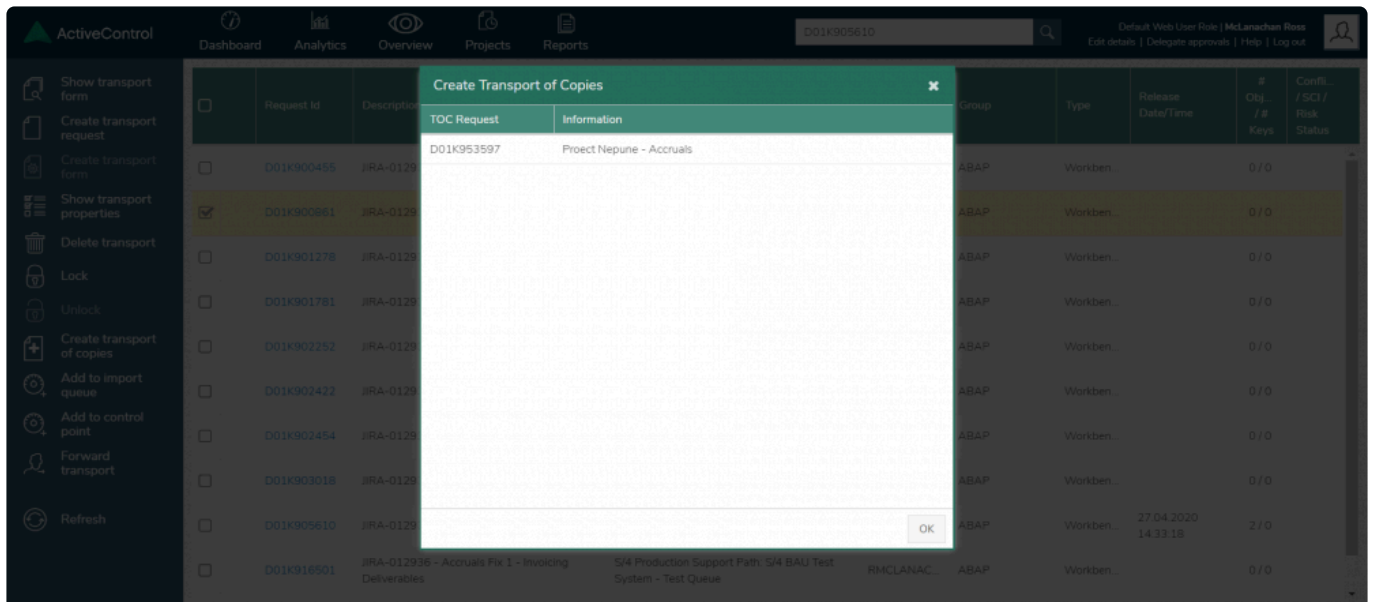 ActiveControl
Dashboard
Analytics
Overview
Projects
Reports
D01K905610
Default Web User Role | McLanachan Ross
Edit details | Delegate approvals | Help | Log out
Show transport
form
Create transport
request
Create transport
form
Show transport
properties
Delete transport
Lock
Unlock
Create transport
of copies
Add to import
queue
Add to control
point
Forward
transport
Refresh
Create Transport of Copies
TOC Request Information
D01K953597 Proect Nepune - Accruals
OK
Request Id Description Group Type Release
Date/Time
#
Obj...
/ #
Keys
Confli...
/ SCI /
Risk
Status
D01K900455 JIRA-0129 ABAP Workben... 0 / 0
D01K900861 JIRA-0129 ABAP Workben... 0 / 0
D01K901278 JIRA-0129 ABAP Workben... 0 / 0
D01K901781 JIRA-0129 ABAP Workben... 0 / 0
D01K902252 JIRA-0129 ABAP Workben... 0 / 0
D01K902422 JIRA-0129 ABAP Workben... 0 / 0
D01K902454 JIRA-0129 ABAP Workben... 0 / 0
D01K903018 JIRA-0129 ABAP Workben... 0 / 0
D01K905610 JIRA-0129 ABAP Workben... 27.04.2020
14:33:18
2 / 0
D01K916501 JIRA-012936 - Accruals Fix 1 - Invoicing
Deliverables
S/4 Production Support Path: S/4 BAU Test
System - Test Queue
RMCLANAC... ABAP Workben... 0 / 0